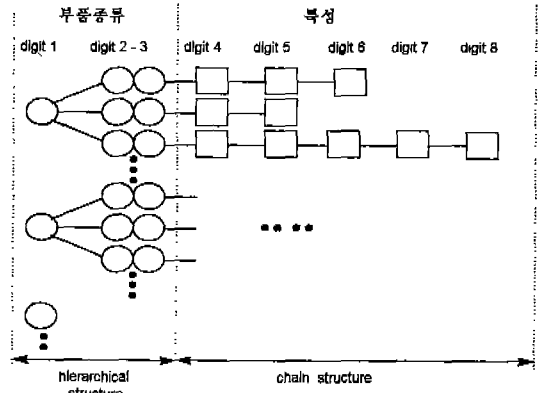 부품종류 특성
digit 1 digit 2 - 3 digit 4 digit 5 digit 6 digit 7 digit 8
hierarchical chain structure
structure